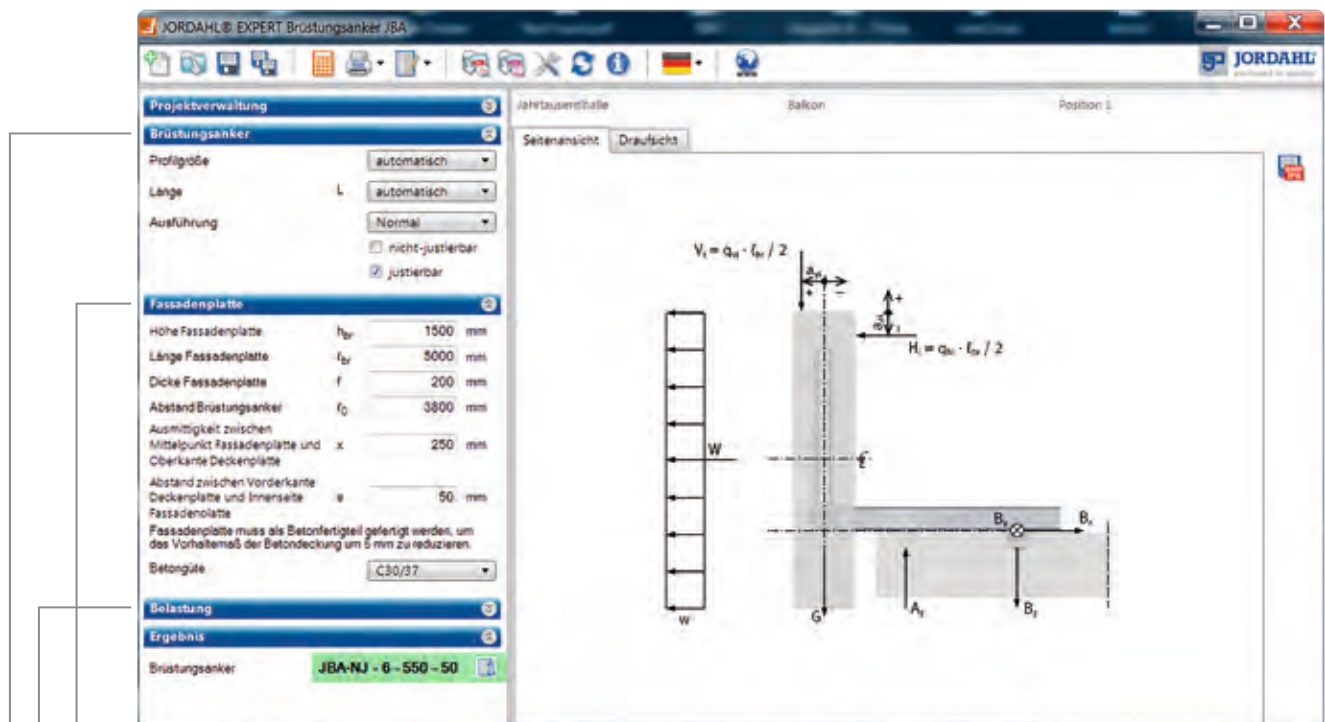 JORDAHL® EXPERT Brüstungsanker JBA
JORDAHL
Projektverwaltung
Brüstungsanker
Profilgröße automatisch
Länge L automatisch
Ausführung Normal
nicht-justierbar
justierbar
Fassadenplatte
Höhe Fassadenplatte h_br 1500 mm
Länge Fassadenplatte ℓ_br 5000 mm
Dicke Fassadenplatte f 200 mm
Abstand Brüstungsanker ℓ_0 3800 mm
Ausmittigkeit zwischen
Mittelpunkt Fassadenplatte und x 250 mm
Oberkante Deckenplatte
Abstand zwischen Vorderkante
Deckenplatte und Innenseite e 50 mm
Fassadenplatte
Fassadenplatte muss als Betonfertigteil gefertigt werden, um
das Vorhaltemaß der Betondeckung um 5 mm zu reduzieren.
Betongüte C30/37
Belastung
Ergebnis
Brüstungsanker JBA-NJ - 6 - 550 - 50
Jahrtausendhalle Balkon Position 1
Seitenansicht Draufsicht
+ −
+
W
w
G